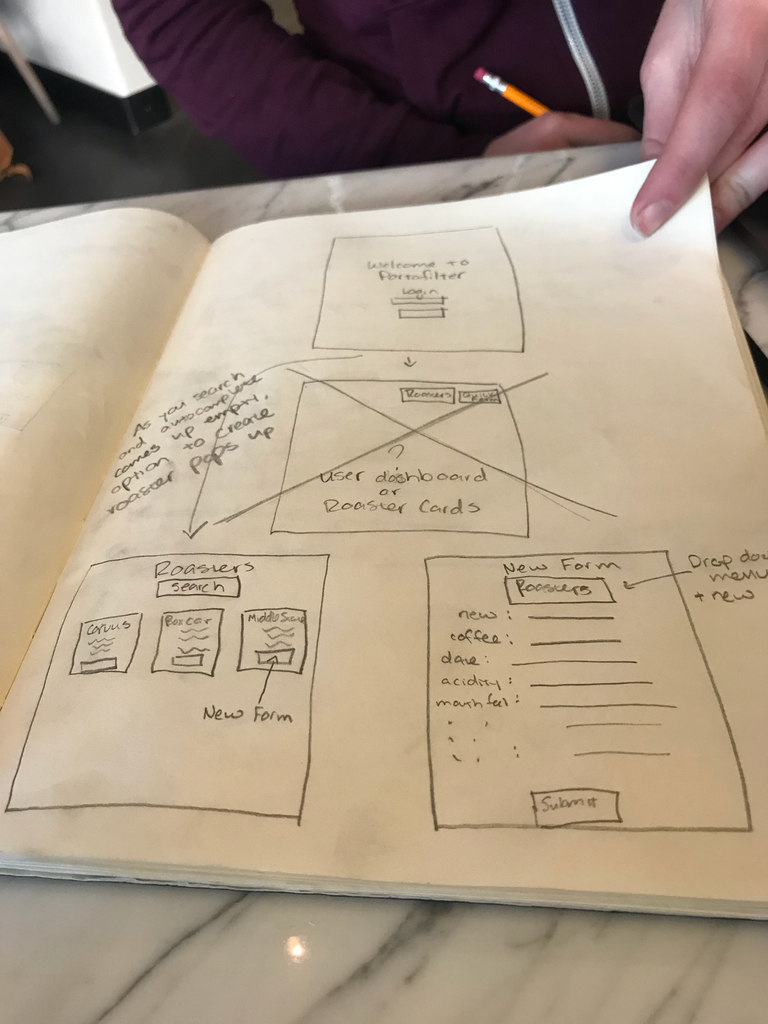 Welcome to
Portafilter
Login
As you search
and autocomplete
comes up empty,
option to create
roaster pops up
Roasters
?
User dashboard
or
Roaster Cards
Roasters
Search
Corvus
Boxcar
Middle State
New Form
New Form
Roasters
Drop dow
menu
+ new
new:
coffee:
date:
acidity:
mouth feel:
Submit